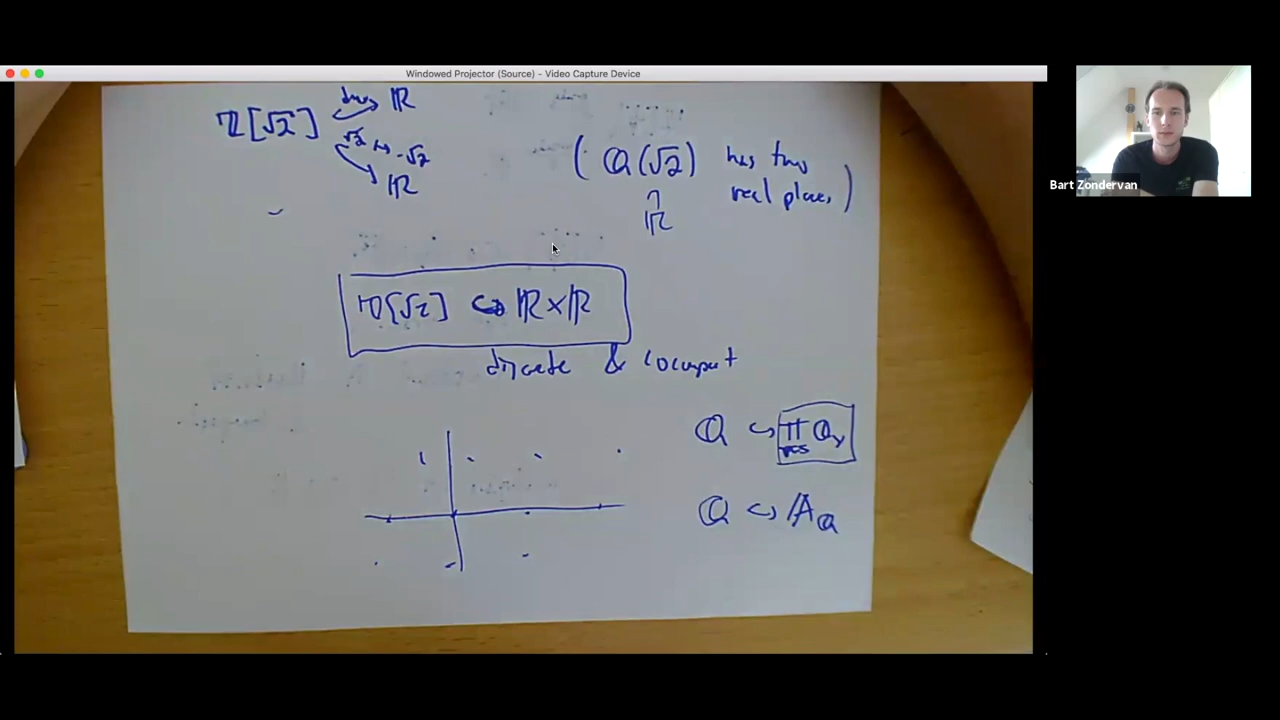 Windowed Projector (Source) - Video Capture Device
ℤ[√2] ↪ ℝ
√2 ↦ -√2
ℝ
( ℚ(√2) has two
real places )
ℝ
ℤ[√2] ↪ ℝ×ℝ
discrete & cocompact
ℚ ↪ ∏ ℚᵥ
ℚ ↪ 𝔸_ℚ
Bart Zondervan